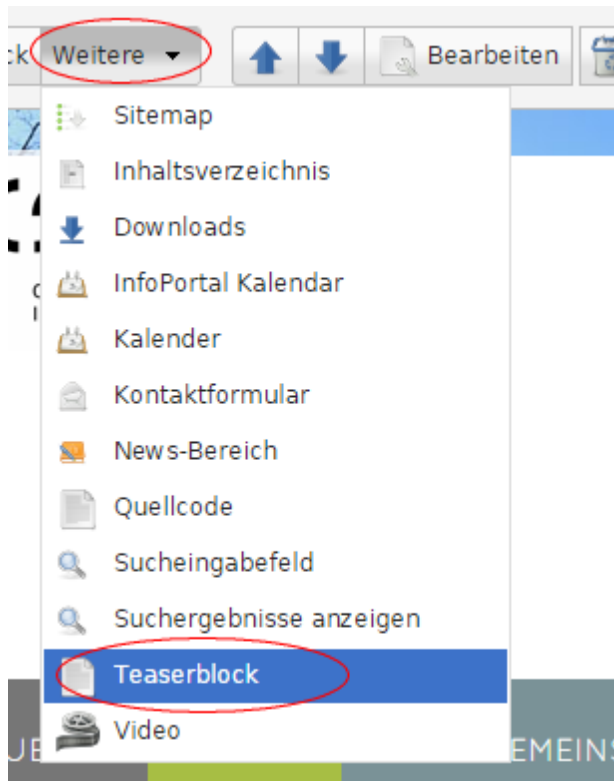 Weitere
Bearbeiten
Sitemap
Inhaltsverzeichnis
Downloads
InfoPortal Kalendar
Kalender
Kontaktformular
News-Bereich
Quellcode
Sucheingabefeld
Suchergebnisse anzeigen
Teaserblock
Video